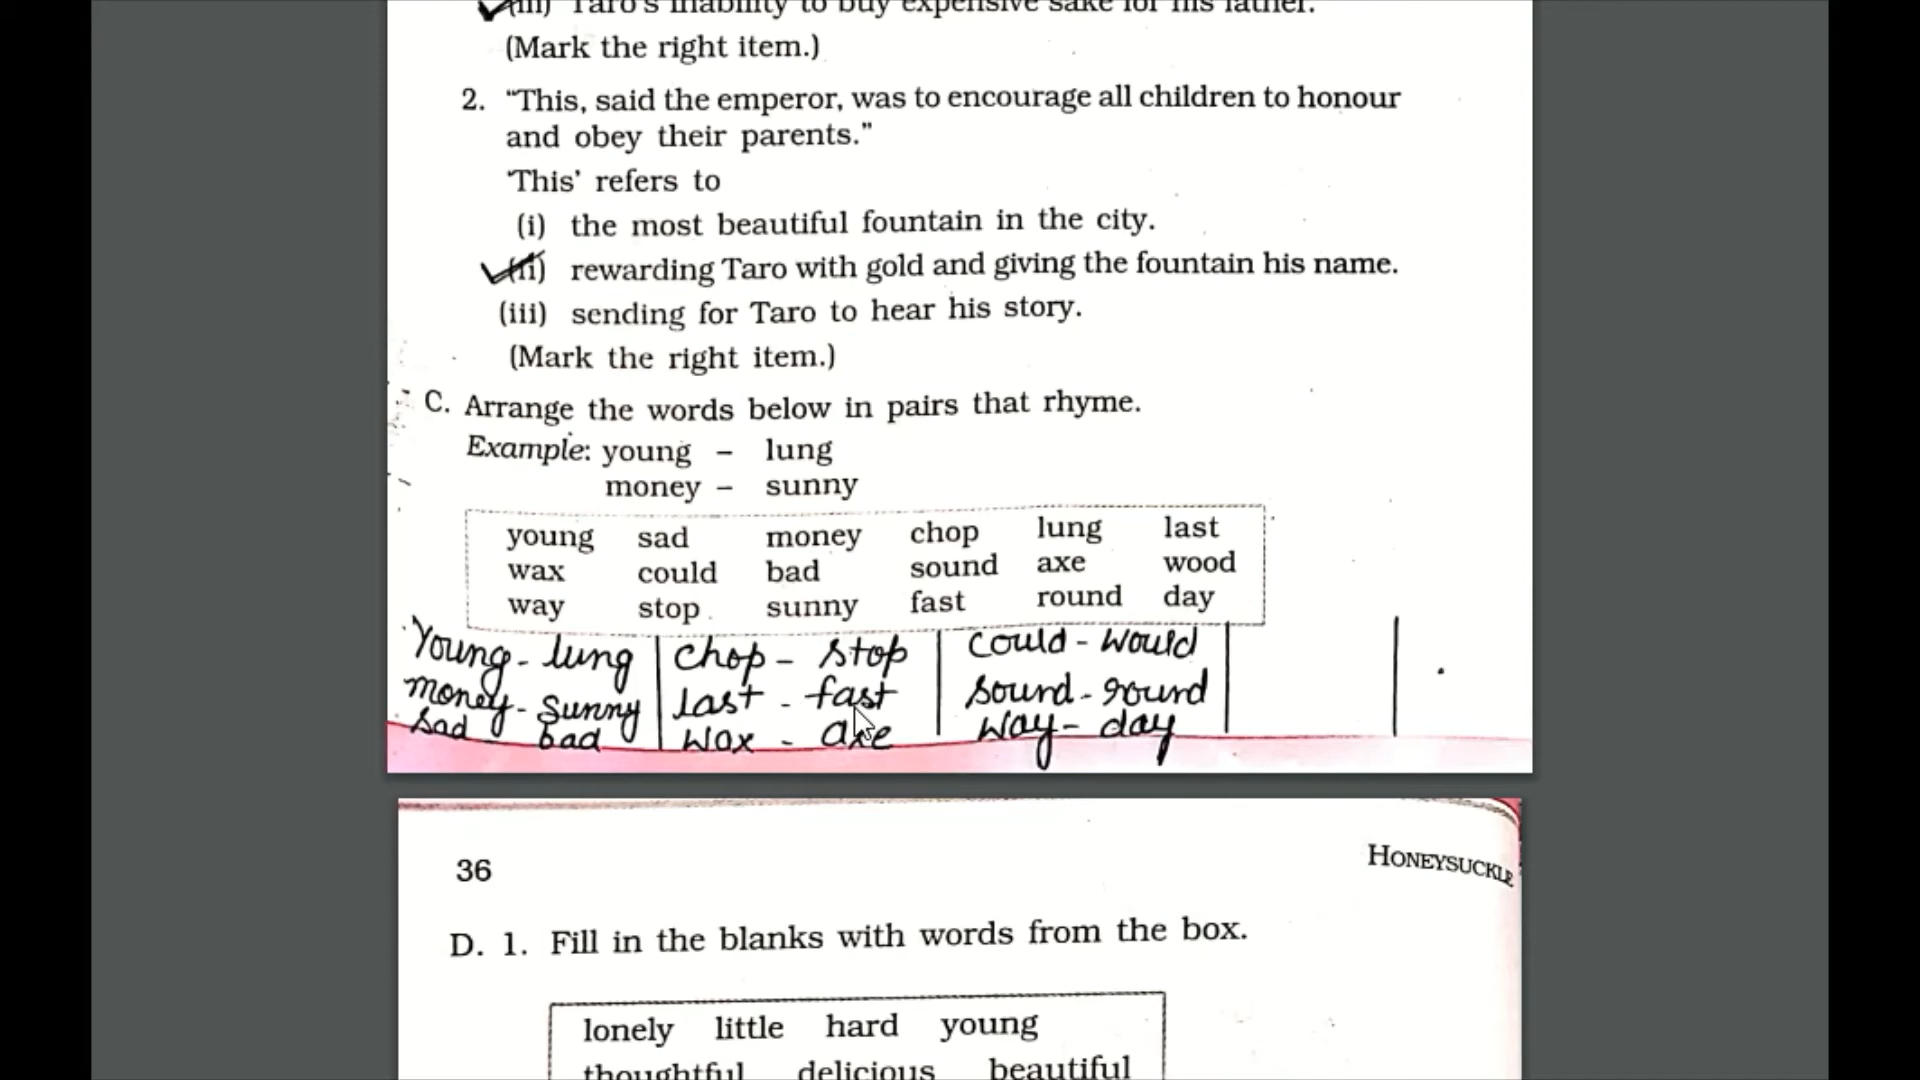 (iii) Taro's inability to buy expensive sake for his father.
(Mark the right item.)
2. "This, said the emperor, was to encourage all children to honour
and obey their parents."
'This' refers to
(i) the most beautiful fountain in the city.
(ii) rewarding Taro with gold and giving the fountain his name.
(iii) sending for Taro to hear his story.
(Mark the right item.)
C. Arrange the words below in pairs that rhyme.
Example: young – lung
money – sunny
young sad money chop lung last
wax could bad sound axe wood
way stop sunny fast round day
Young - lung chop - stop could - would
money - sunny last - fast sound - round
sad bad wax - axe way - day
36 HONEYSUCKLE
D. 1. Fill in the blanks with words from the box.
lonely little hard young
thoughtful delicious beautiful